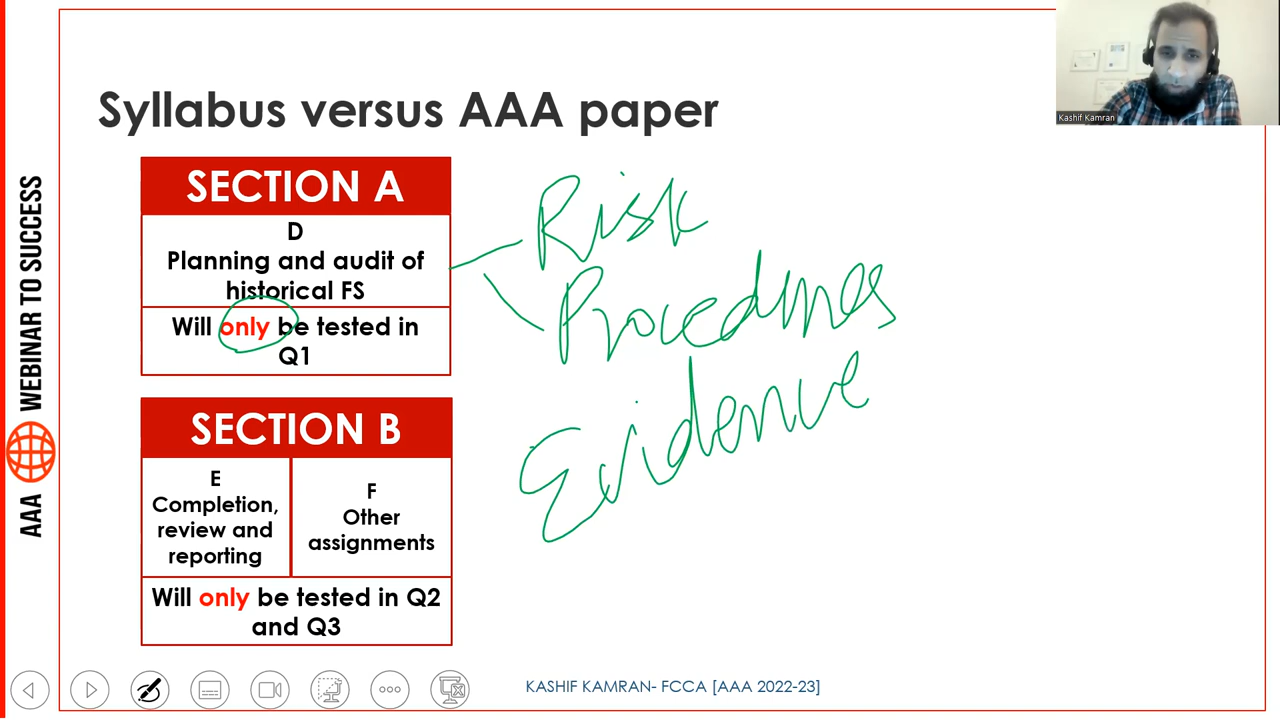 Syllabus versus AAA paper
Kashif Kamran
AAA WEBINAR TO SUCCESS
SECTION A
D
Planning and audit of
historical FS
Will only be tested in
Q1
Risk
Procedures
Evidence
SECTION B
E
Completion,
review and
reporting
F
Other
assignments
Will only be tested in Q2
and Q3
KASHIF KAMRAN- FCCA [AAA 2022-23]